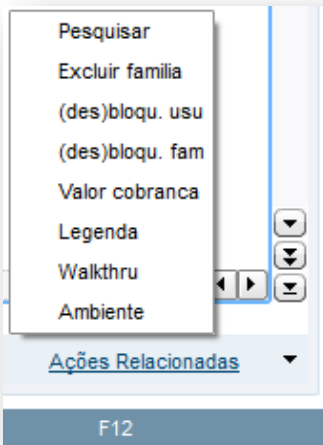 Pesquisar
Excluir familia
(des)bloqu. usu
(des)bloqu. fam
Valor cobranca
Legenda
Walkthru
Ambiente
Ações Relacionadas
F12